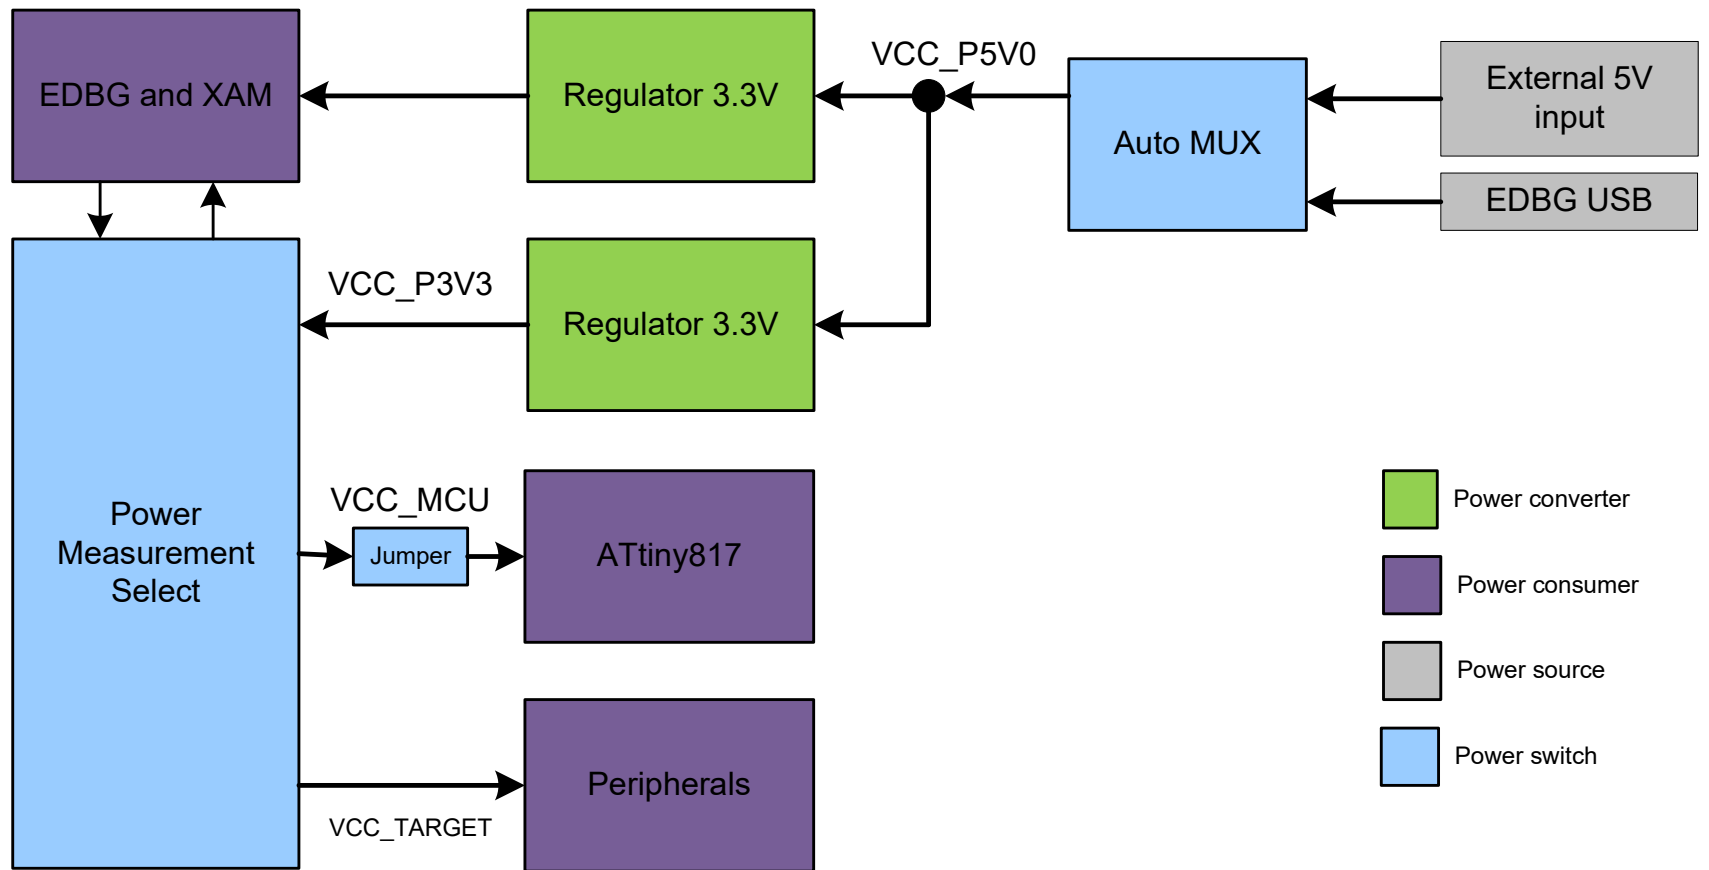 EDBG and XAM
Regulator 3.3V
VCC_P5V0
Auto MUX
External 5V
input
EDBG USB
VCC_P3V3
Regulator 3.3V
Power
Measurement
Select
VCC_MCU
Jumper
ATtiny817
VCC_TARGET
Peripherals
Power converter
Power consumer
Power source
Power switch